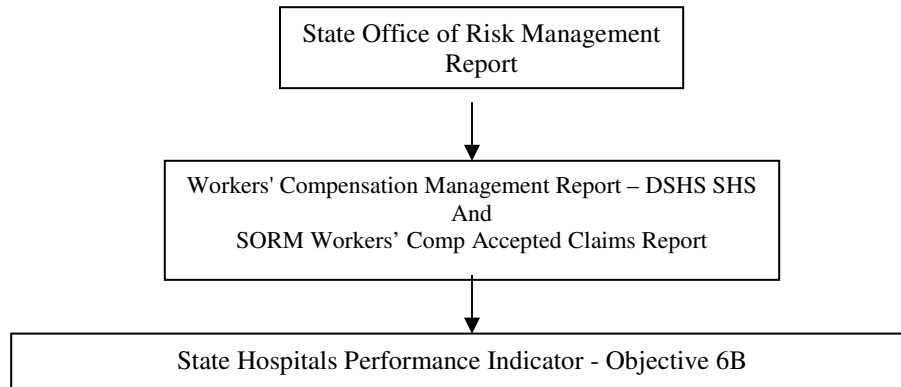 State Office of Risk Management
Report
Workers' Compensation Management Report – DSHS SHS
And
SORM Workers’ Comp Accepted Claims Report
State Hospitals Performance Indicator - Objective 6B